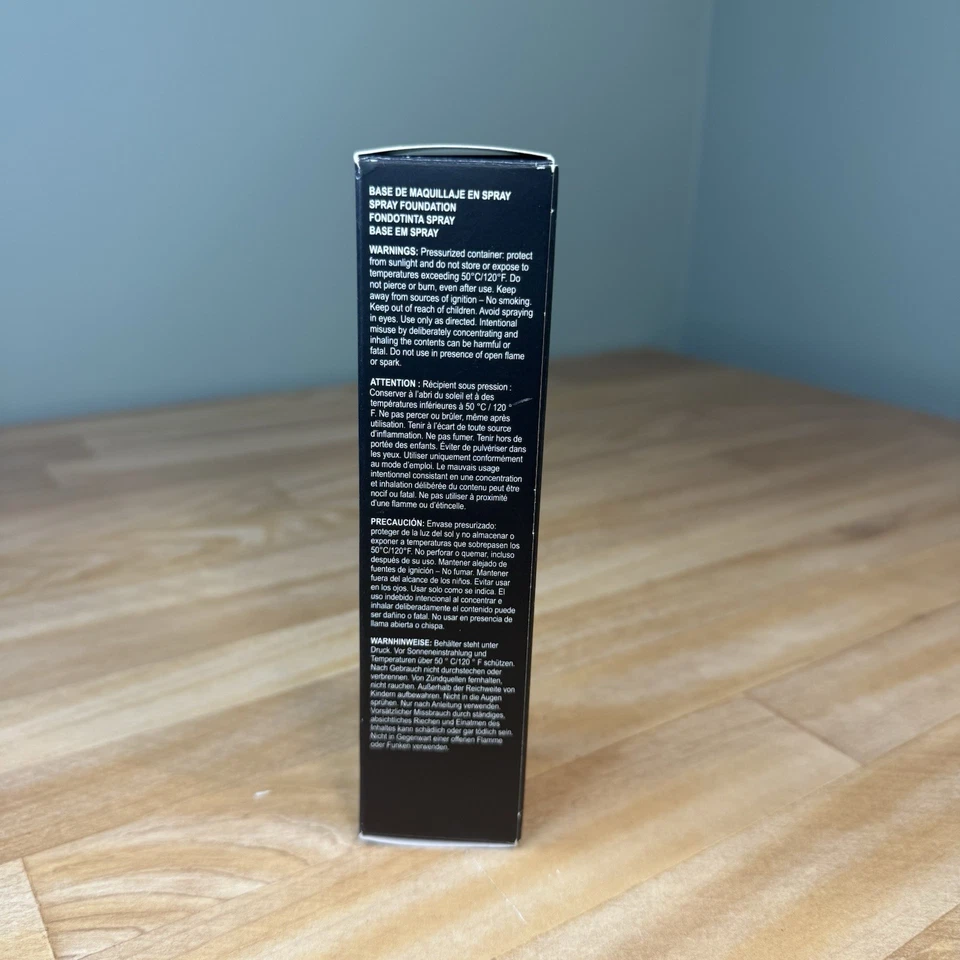 BASE DE MAQUILLAJE EN SPRAY
SPRAY FOUNDATION
FONDOTINTA SPRAY
BASE EM SPRAY
WARNINGS: Pressurized container: protect
from sunlight and do not store or expose to
temperatures exceeding 50°C/120°F. Do
not pierce or burn, even after use. Keep
away from sources of ignition – No smoking.
Keep out of reach of children. Avoid spraying
in eyes. Use only as directed. Intentional
misuse by deliberately concentrating and
inhaling the contents can be harmful or
fatal. Do not use in presence of open flame
or spark.
ATTENTION : Récipient sous pression :
Conserver à l'abri du soleil et à des
températures inférieures à 50 °C / 120 °
F. Ne pas percer ou brûler, même après
utilisation. Tenir à l'écart de toute source
d'inflammation. Ne pas fumer. Tenir hors de
portée des enfants. Éviter de pulvériser dans
les yeux. Utiliser uniquement conformément
au mode d'emploi. Le mauvais usage
intentionnel consistant en une concentration
et inhalation délibérée du contenu peut être
nocif ou fatal. Ne pas utiliser à proximité
d'une flamme ou d'étincelle.
PRECAUCIÓN: Envase presurizado:
proteger de la luz del sol y no almacenar o
exponer a temperaturas que sobrepasen los
50°C/120°F. No perforar o quemar, incluso
después de su uso. Mantener alejado de
fuentes de ignición – No fumar. Mantener
fuera del alcance de los niños. Evitar usar
en los ojos. Usar solo como se indica. El
uso indebido intencional al concentrar e
inhalar deliberadamente el contenido puede
ser dañino o fatal. No usar en presencia de
llama abierta o chispa.
WARNHINWEISE: Behälter steht unter
Druck. Vor Sonneneinstrahlung und
Temperaturen über 50 ° C/120 ° F schützen.
Nach Gebrauch nicht durchstechen oder
verbrennen. Von Zündquellen fernhalten,
nicht rauchen. Außerhalb der Reichweite von
Kindern aufbewahren. Nicht in die Augen
sprühen. Nur nach Anleitung verwenden.
Vorsätzlicher Missbrauch durch ständiges,
absichtliches Riechen und Einatmen des
Inhaltes kann schädlich oder gar tödlich sein.
Nicht in Gegenwart einer offenen Flamme
oder Funken verwenden.